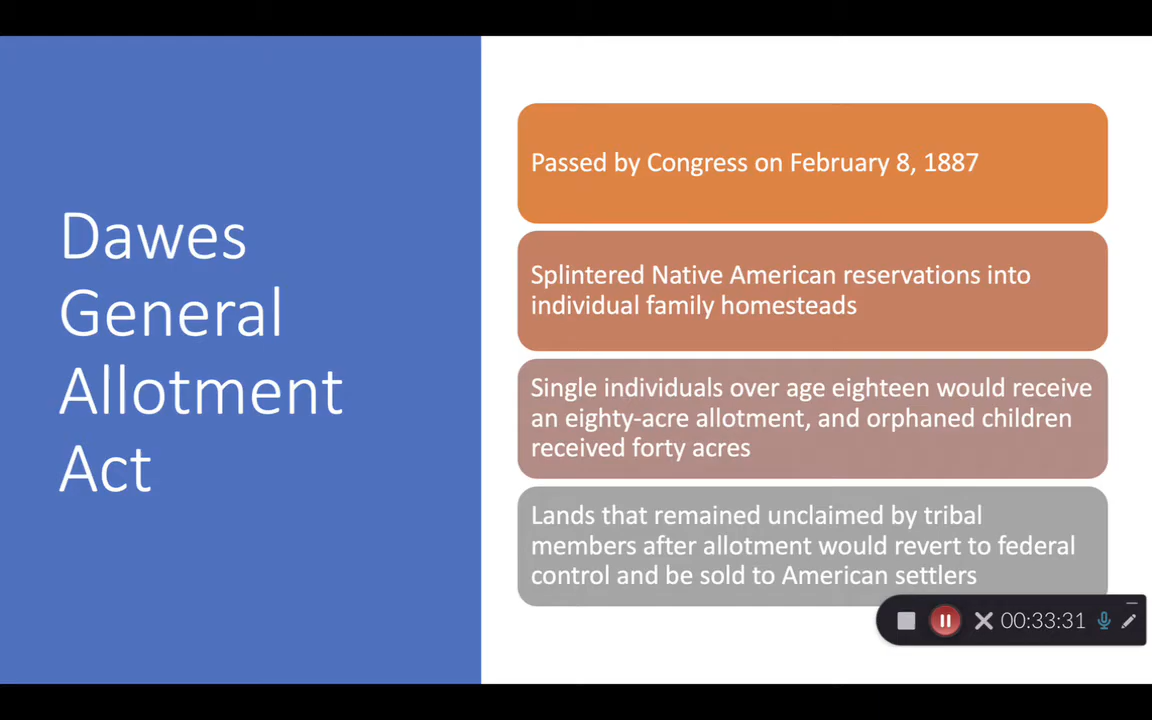 Dawes
General
Allotment
Act
Passed by Congress on February 8, 1887
Splintered Native American reservations into
individual family homesteads
Single individuals over age eighteen would receive
an eighty-acre allotment, and orphaned children
received forty acres
Lands that remained unclaimed by tribal
members after allotment would revert to federal
control and be sold to American settlers
00:33:31